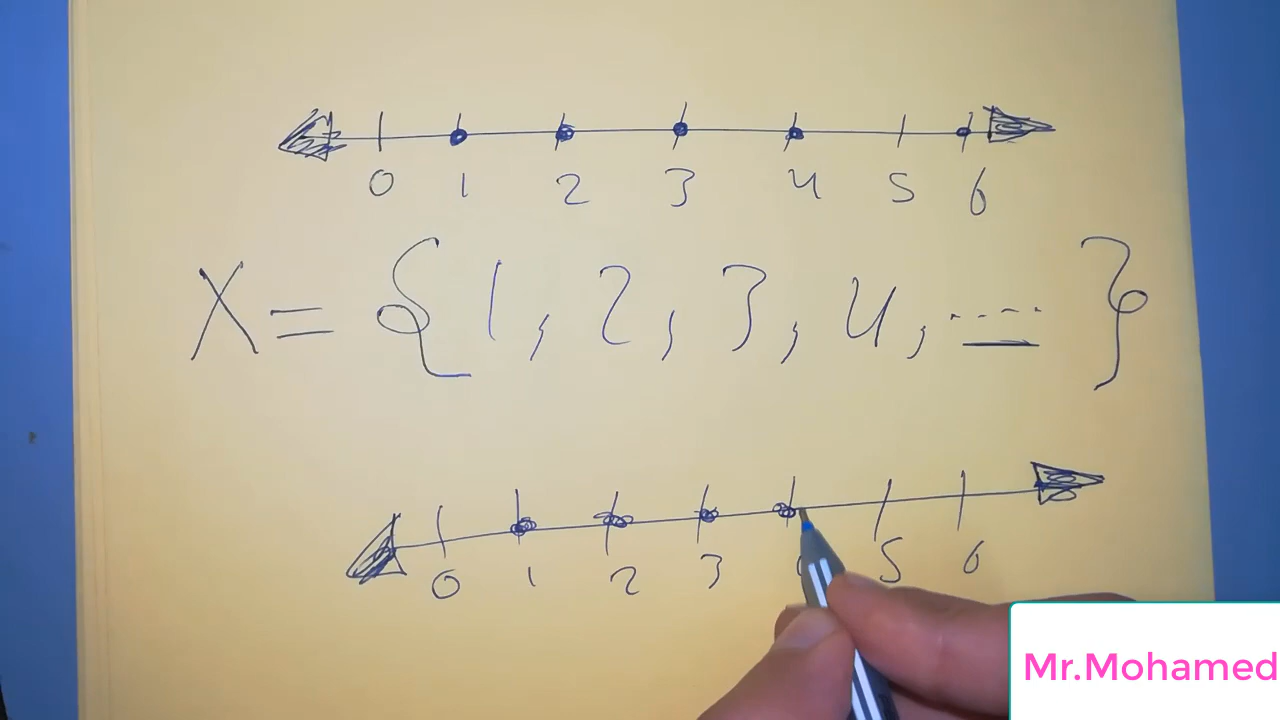 0 1 2 3 4 5 6
X = { 1 , 2 , 3 , 4 , ..... }
0 1 2 3 5 6
Mr.Mohamed